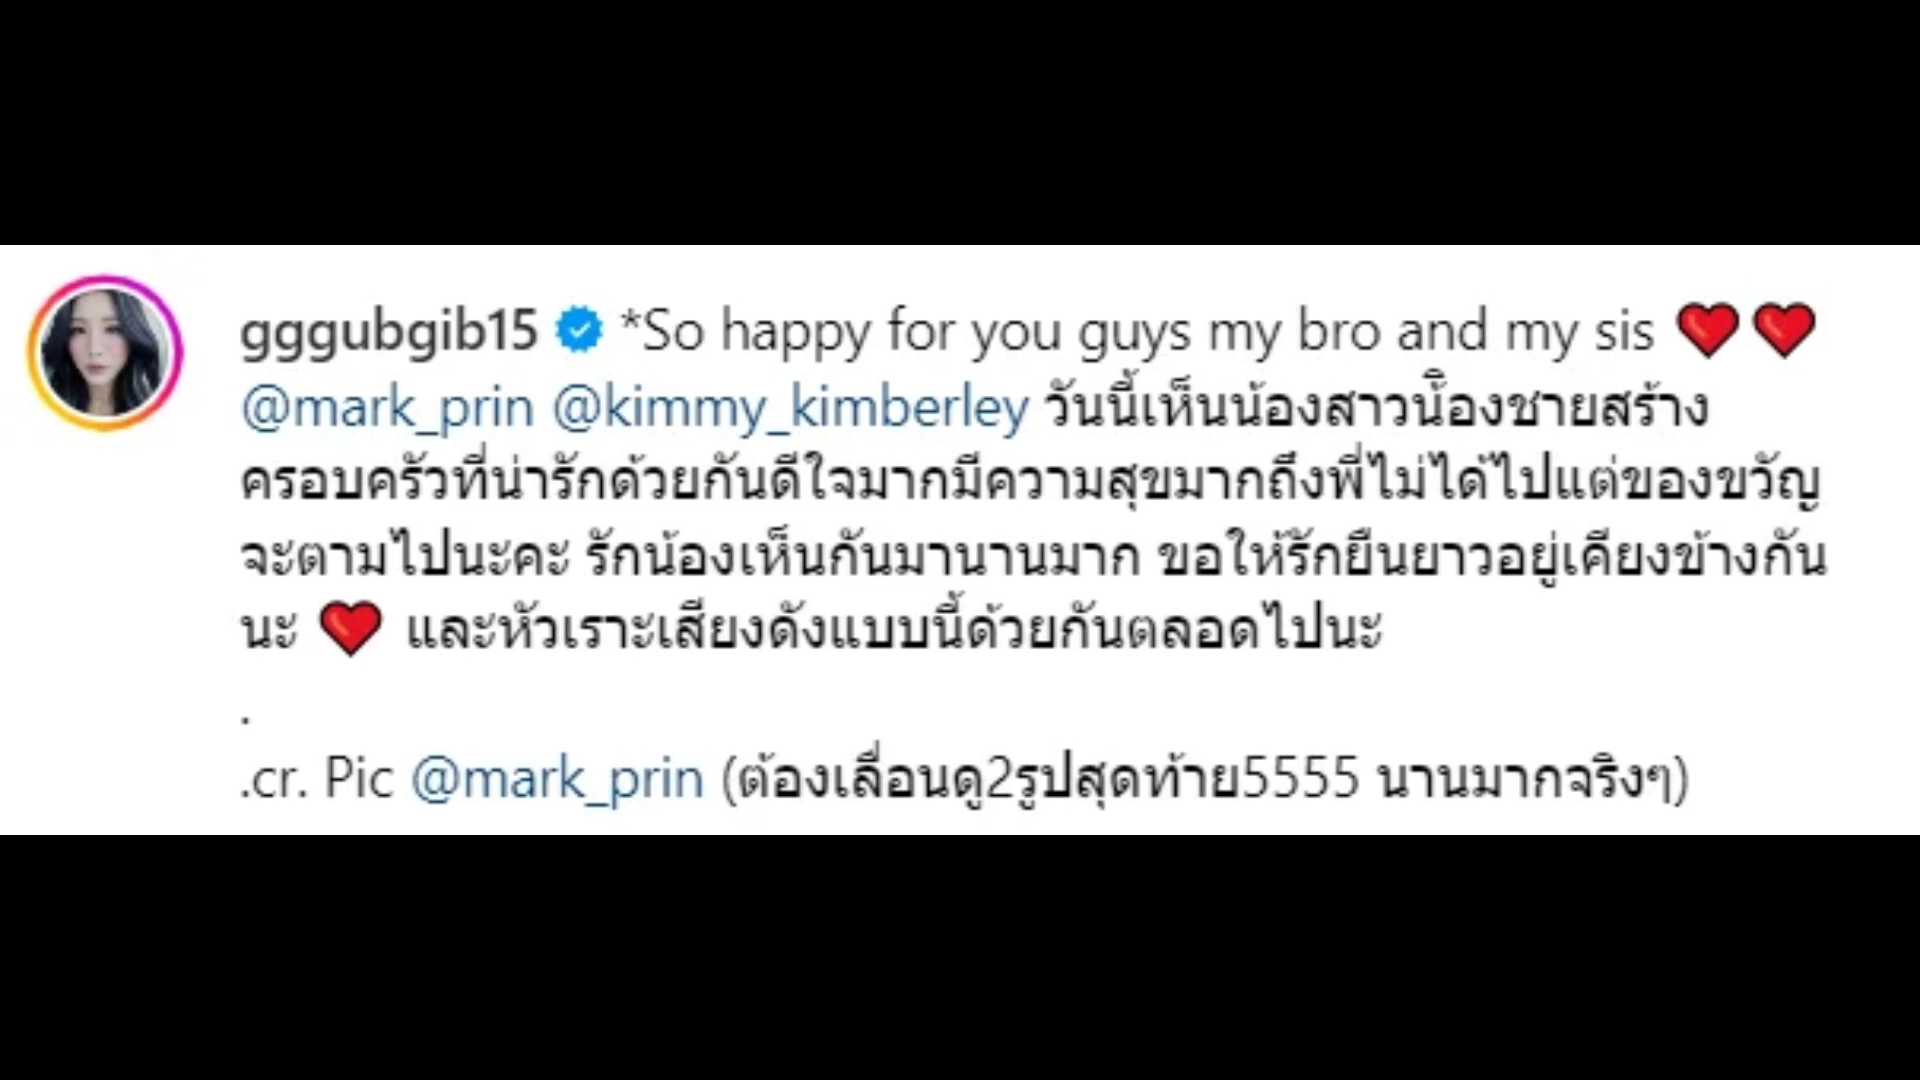 gggubgib15 *So happy for you guys my bro and my sis ❤️❤️
@mark_prin @kimmy_kimberley วันนี้เห็นน้องสาวน้ิองชายสร้าง
ครอบครัวที่น่ารักด้วยกันดีใจมากมีความสุขมากถึงพี่ไม่ได้ไปแต่ของขวัญ
จะตามไปนะคะ รักน้องเห็นกันมานานมาก ขอให้รักยืนยาวอยู่เคียงข้างกัน
นะ ❤️ และหัวเราะเสียงดังแบบนี้ด้วยกันตลอดไปนะ
.
.cr. Pic @mark_prin (ต้องเลื่อนดู2รูปสุดท้าย5555 นานมากจริงๆ)